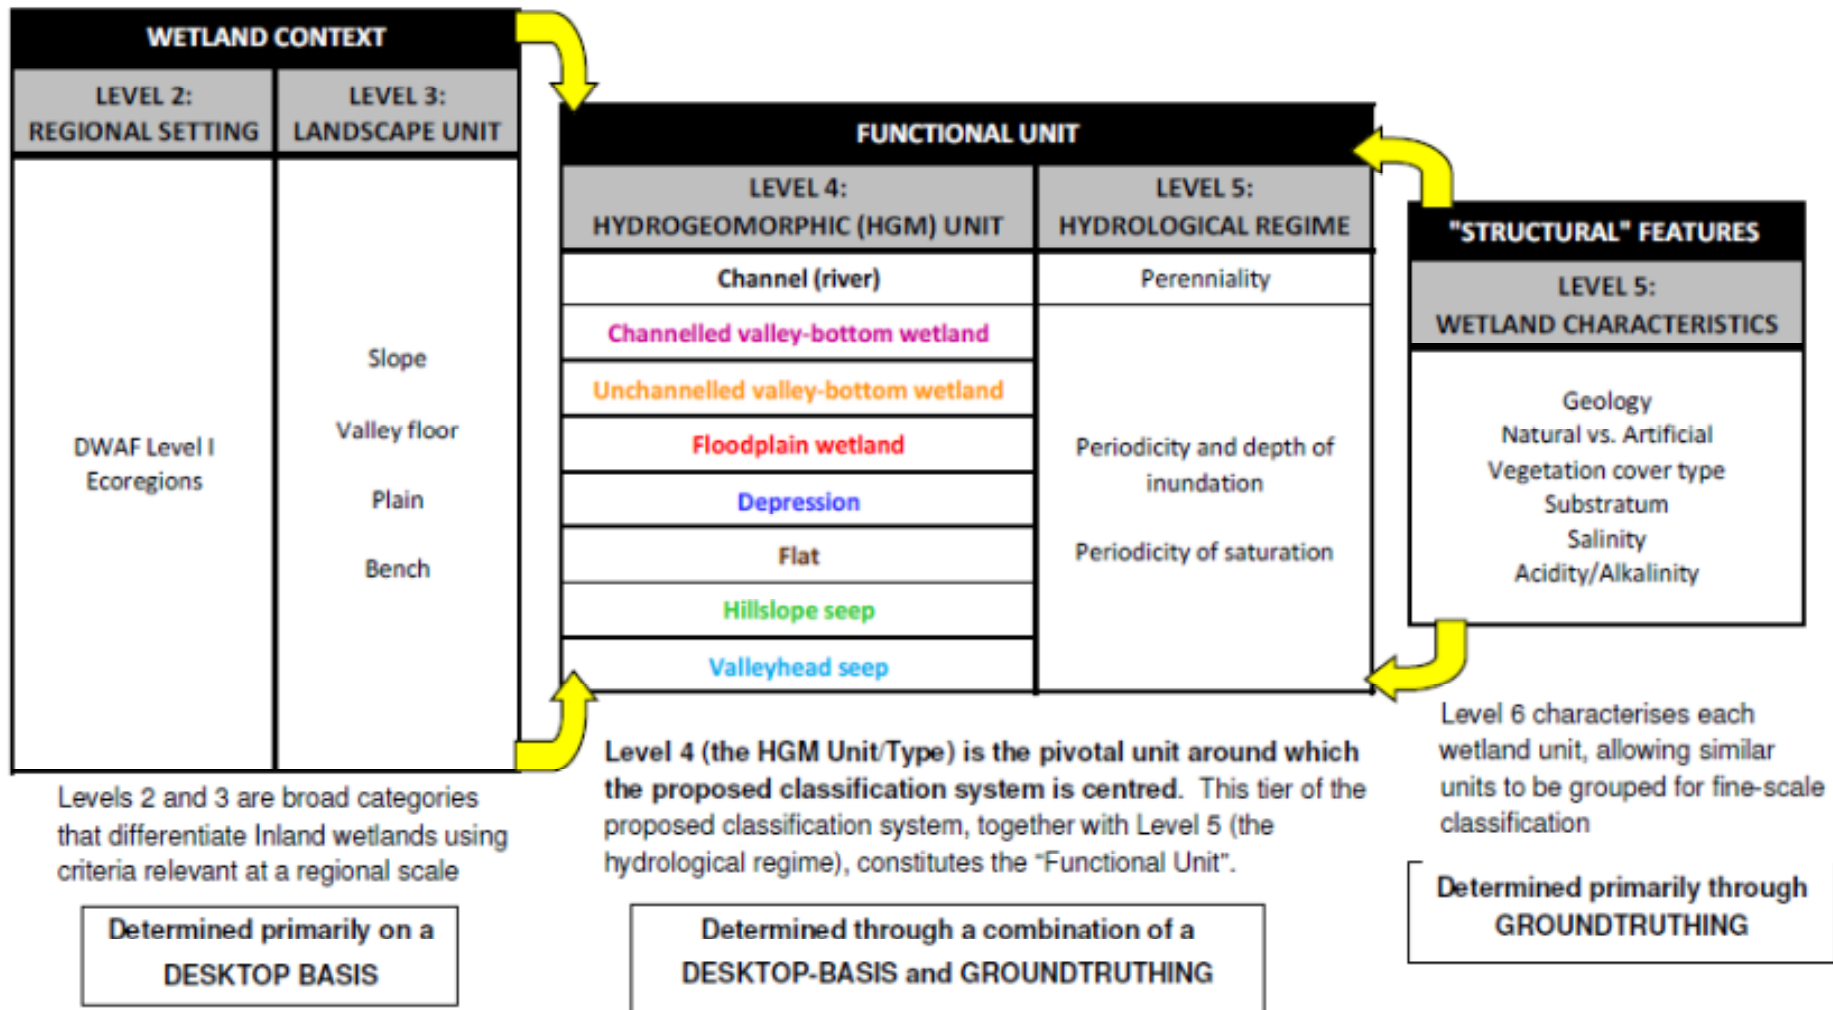 WETLAND CONTEXT
LEVEL 2:
REGIONAL SETTING
LEVEL 3:
LANDSCAPE UNIT
DWAF Level I
Ecoregions
Slope
Valley floor
Plain
Bench
Levels 2 and 3 are broad categories
that differentiate Inland wetlands using
criteria relevant at a regional scale
Determined primarily on a
DESKTOP BASIS
FUNCTIONAL UNIT
LEVEL 4:
HYDROGEOMORPHIC (HGM) UNIT
LEVEL 5:
HYDROLOGICAL REGIME
Channel (river)
Perenniality
Channelled valley-bottom wetland
Unchannelled valley-bottom wetland
Floodplain wetland
Depression
Flat
Hillslope seep
Valleyhead seep
Periodicity and depth of
inundation
Periodicity of saturation
Level 4 (the HGM Unit/Type) is the pivotal unit around which
the proposed classification system is centred. This tier of the
proposed classification system, together with Level 5 (the
hydrological regime), constitutes the “Functional Unit”.
Determined through a combination of a
DESKTOP-BASIS and GROUNDTRUTHING
"STRUCTURAL" FEATURES
LEVEL 5:
WETLAND CHARACTERISTICS
Geology
Natural vs. Artificial
Vegetation cover type
Substratum
Salinity
Acidity/Alkalinity
Level 6 characterises each
wetland unit, allowing similar
units to be grouped for fine-scale
classification
Determined primarily through
GROUNDTRUTHING